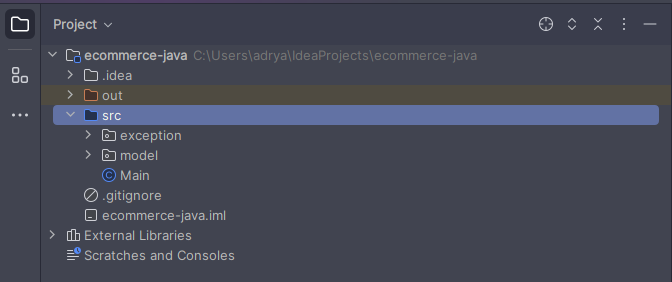 Project
ecommerce-java C:\Users\adrya\IdeaProjects\ecommerce-java
.idea
out
src
exception
model
Main
.gitignore
ecommerce-java.iml
External Libraries
Scratches and Consoles